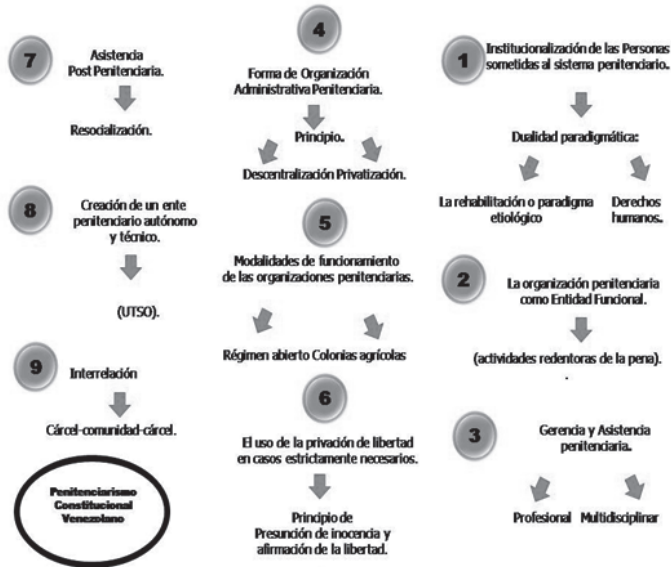 7
Asistencia
Post Penitenciaria.
Resocialización.
8
Creación de un ente
penitenciario autónomo
y técnico.
(UTSO).
9
Interrelación
Cárcel-comunidad-cárcel.
Penitenciarismo
Constitucional
Venezolano
4
Forma de Organización
Administrativa Penitenciaria.
Principio.
Descentralización Privatización.
5
Modalidades de funcionamiento
de las organizaciones penitenciarias.
Régimen abierto Colonias agrícolas
6
El uso de la privación de libertad
en casos estrictamente necesarios.
Principio de
Presunción de inocencia y
afirmación de la libertad.
1
Institucionalización de las Personas
sometidas al sistema penitenciario.
Dualidad paradigmática:
La rehabilitación o paradigma
etiológico
Derechos
humanos.
2
La organización penitenciaria
como Entidad Funcional.
(actividades redentoras de la pena).
.
3
Gerencia y Asistencia
penitenciaria.
Profesional Multidisciplinar